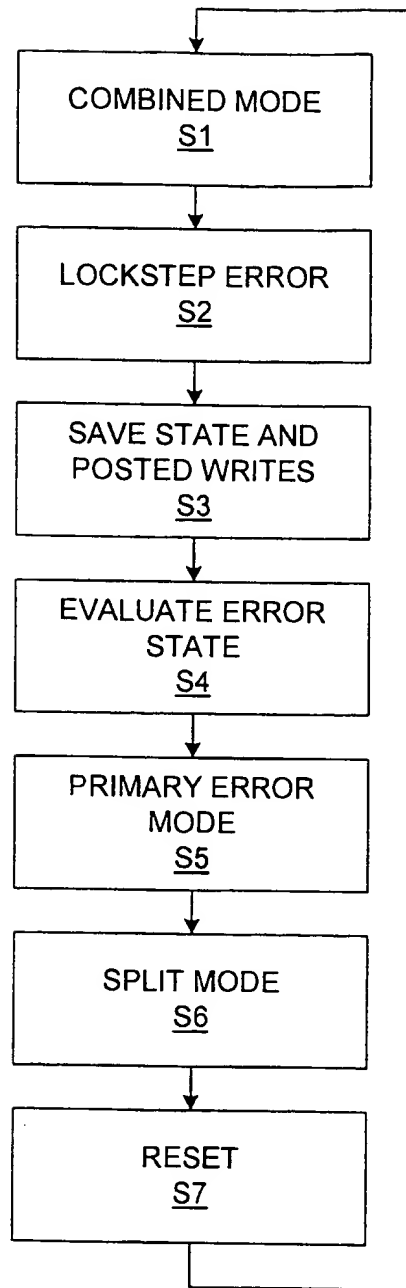 COMBINED MODE
S1
LOCKSTEP ERROR
S2
SAVE STATE AND
POSTED WRITES
S3
EVALUATE ERROR
STATE
S4
PRIMARY ERROR
MODE
S5
SPLIT MODE
S6
RESET
S7